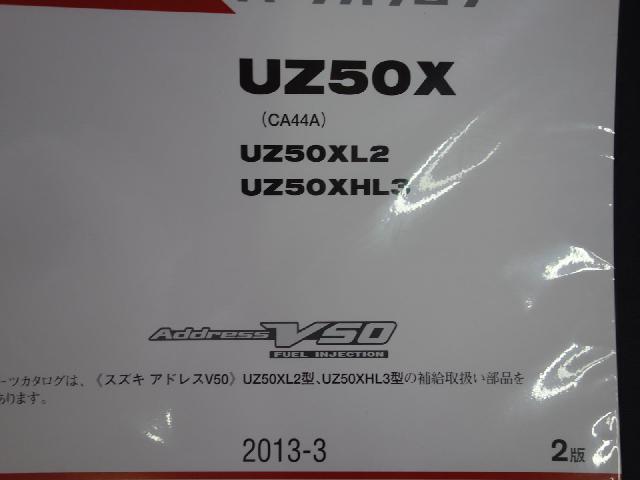 UZ50X
(CA44A)
UZ50XL2
UZ50XHL3
Address V50
FUEL INJECTION
ーツカタログは、《スズキ アドレスV50》UZ50XL2型、UZ50XHL3型の補給取扱い部品を
あります。
2013-3
2版